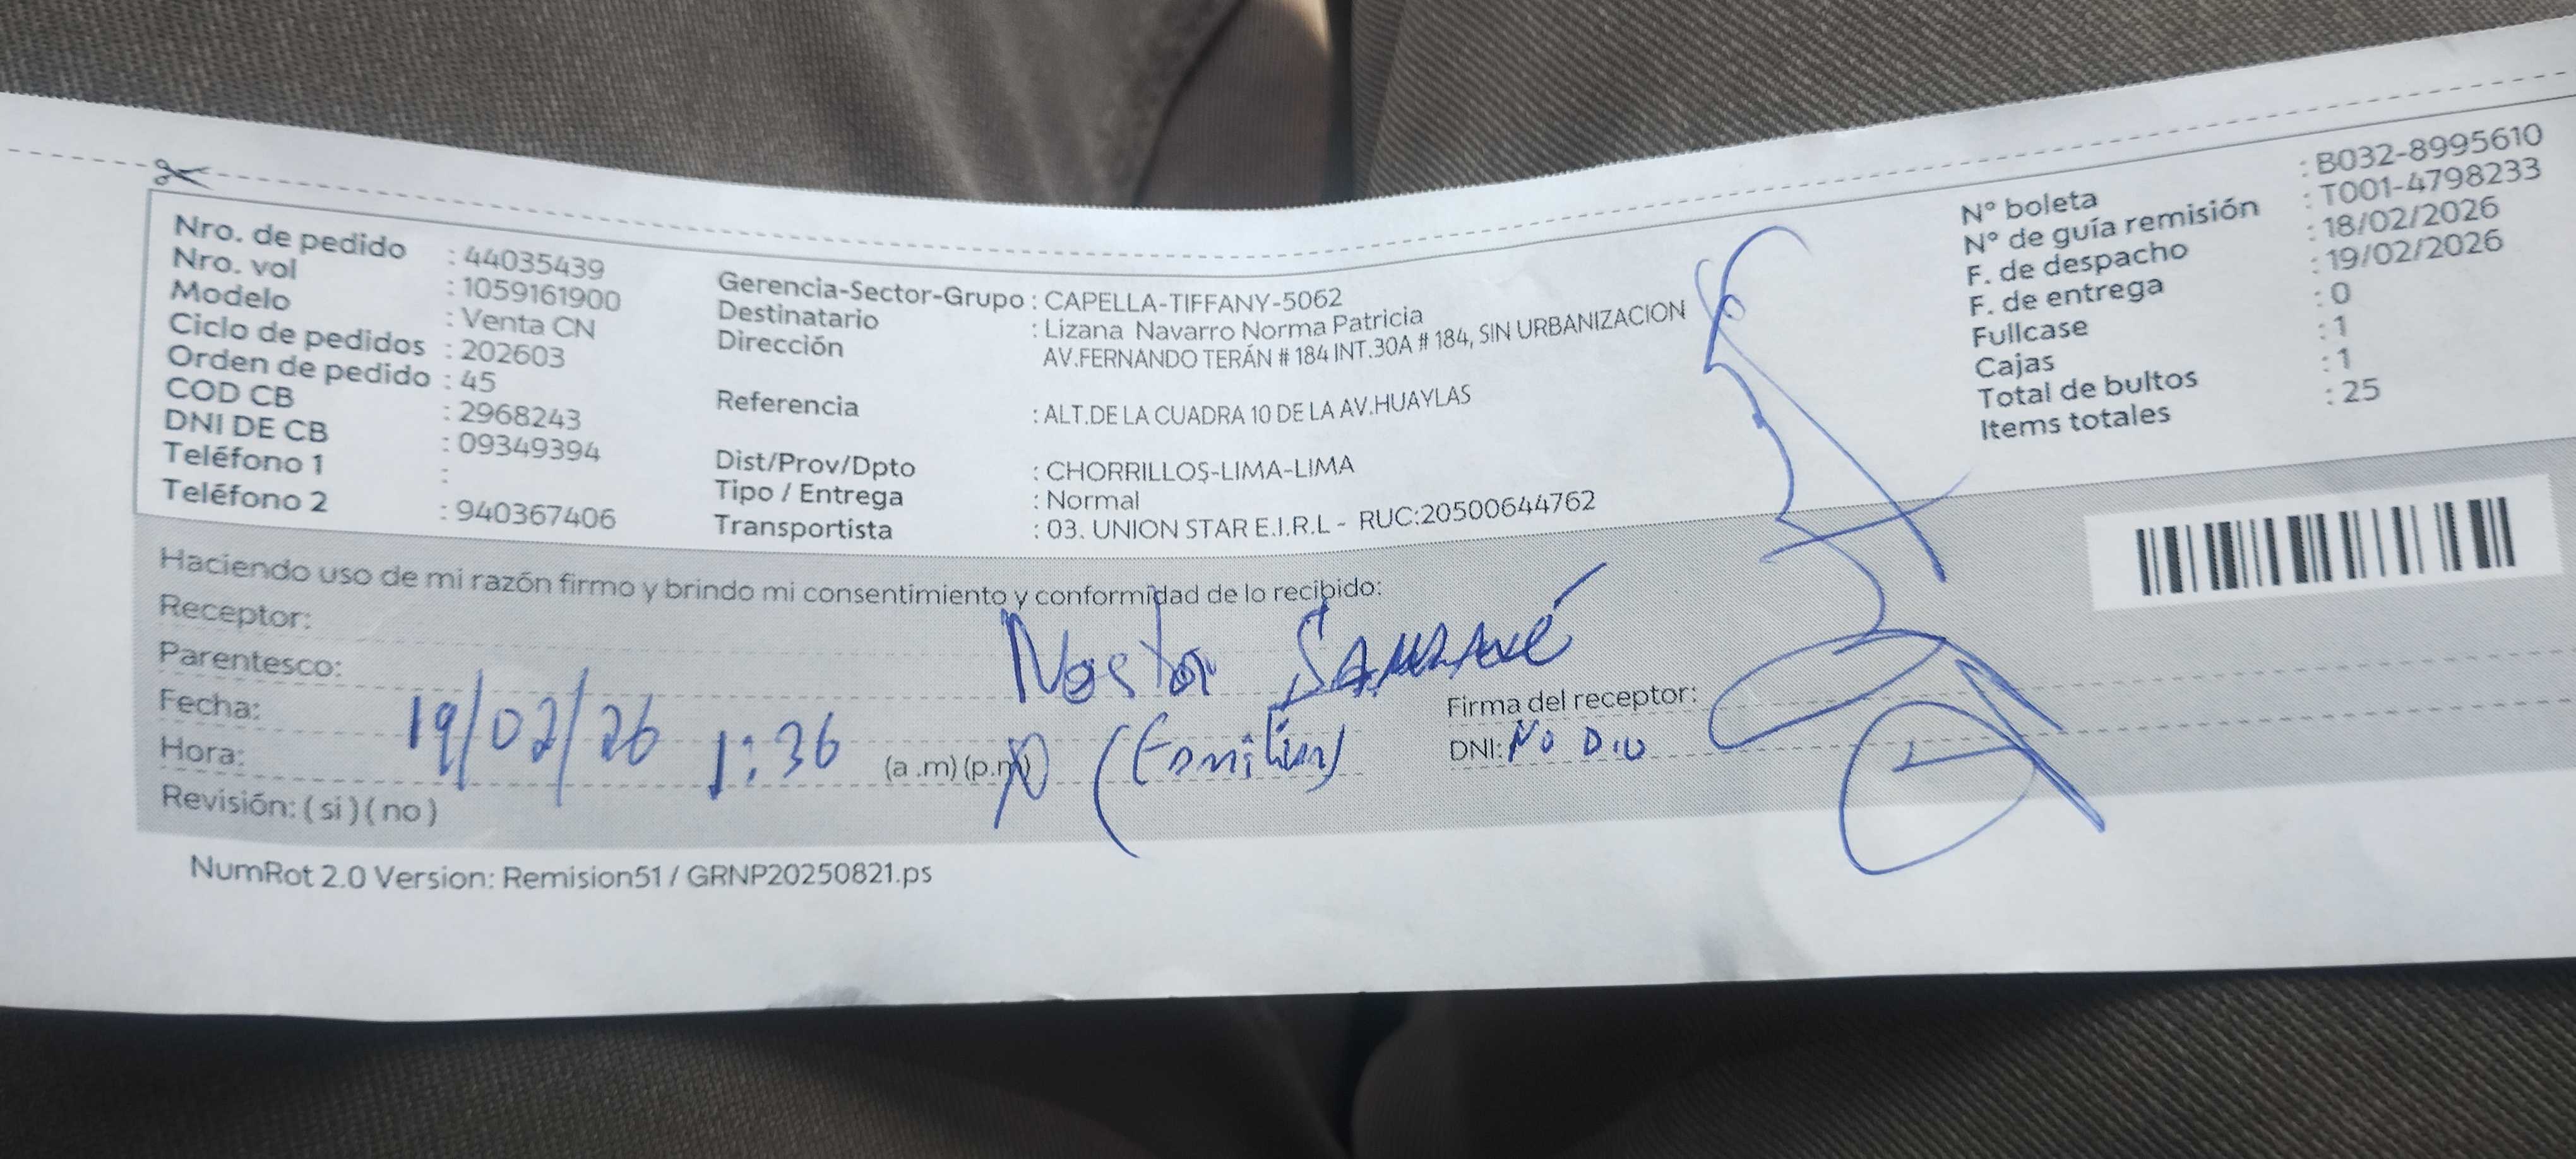 Nro. de pedido : 44035439
Nro. vol : 1059161900
Modelo : Venta CN
Ciclo de pedidos : 202603
Orden de pedido : 45
COD CB : 2968243
DNI DE CB : 09349394
Teléfono 1 :
Teléfono 2 : 940367406
Gerencia-Sector-Grupo : CAPELLA-TIFFANY-5062
Destinatario : Lizana Navarro Norma Patricia
Dirección AV.FERNANDO TERÁN # 184 INT.30A # 184, SIN URBANIZACION
Referencia : ALT.DE LA CUADRA 10 DE LA AV.HUAYLAS
Dist/Prov/Dpto : CHORRILLOS-LIMA-LIMA
Tipo / Entrega : Normal
Transportista : 03. UNION STAR E.I.R.L - RUC:20500644762
N° boleta : B032-8995610
N° de guía remisión : T001-4798233
F. de despacho : 18/02/2026
F. de entrega : 19/02/2026
Fullcase : 0
Cajas : 1
Total de bultos : 1
Items totales : 25
Haciendo uso de mi razón firmo y brindo mi consentimiento y conformidad de lo recibido:
Receptor: Nestor
Parentesco:
Fecha: 19/02/26
Hora: 1:36 (a .m) (p.m) (Familiar)
Firma del receptor:
DNI: No Dio
Revisión: ( si ) ( no )
NumRot 2.0 Version: Remision51 / GRNP20250821.ps